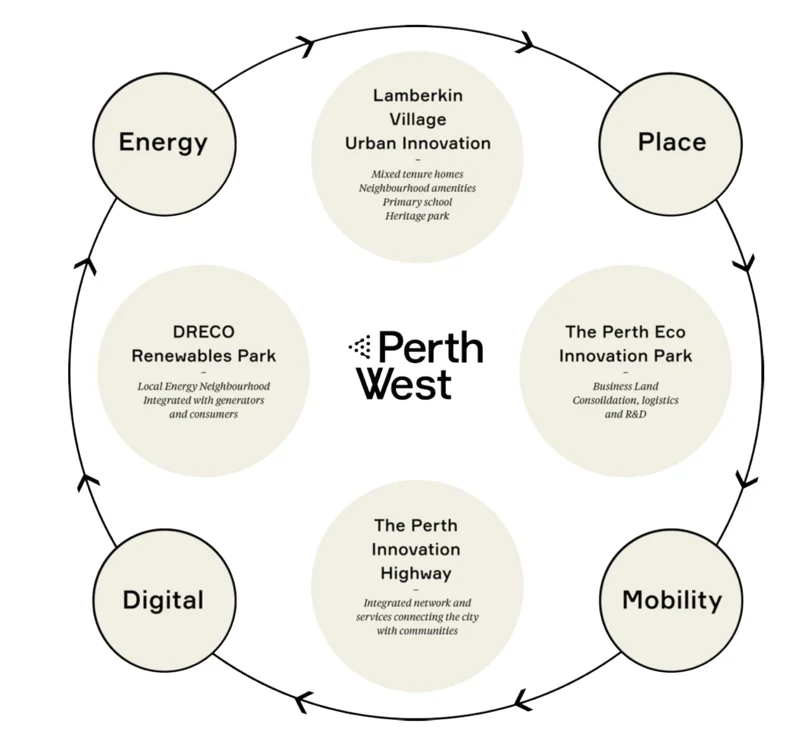 Energy
Lamberkin
Village
Urban Innovation
–
Mixed tenure homes
Neighbourhood amenities
Primary school
Heritage park
Place
DRECO
Renewables Park
–
Local Energy Neighbourhood
Integrated with generators
and consumers
Perth
West
The Perth Eco
Innovation Park
–
Business Land
Consoildation, logistics
and R&D
Digital
The Perth
Innovation
Highway
–
Integrated network and
services connecting the city
with communities
Mobility